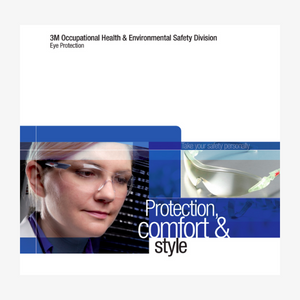 3M Occupational Health & Environmental Safety Division
Eye Protection
Take your safety personally
Protection,
comfort &
style